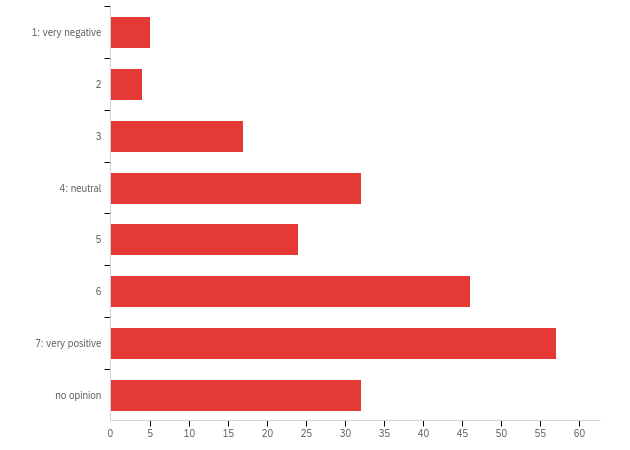 1: very negative
2
3
4: neutral
5
6
7: very positive
no opinion
0 5 10 15 20 25 30 35 40 45 50 55 60